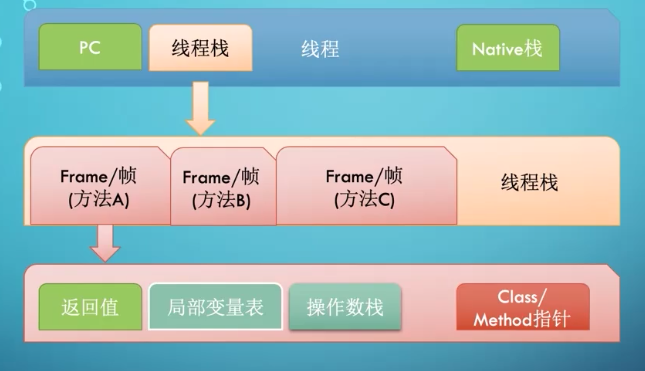 PC
线程栈
线程
Native栈
Frame/帧
(方法A)
Frame/帧
(方法B)
Frame/帧
(方法C)
线程栈
返回值
局部变量表
操作数栈
Class/
Method指针